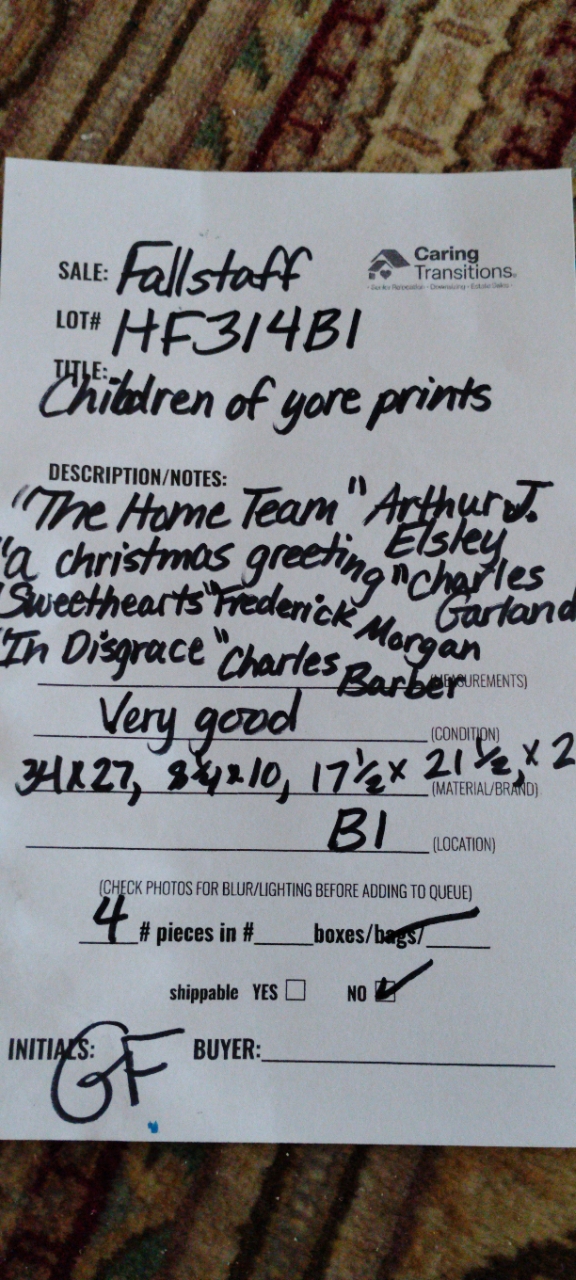 Caring
Transitions®
SALE: Fallstaff
LOT# HF314B1
TITLE:
Children of yore prints
DESCRIPTION/NOTES:
"The Home Team" Arthur J.
Elsley
"a christmas greeting" Charles
Garland
Sweethearts" Frederick Morgan
"In Disgrace" Charles Barber
(MEASUREMENTS)
Very good (CONDITION)
34x27, 8¼x10, 17½x 21½, x 2
(MATERIAL/BRAND)
B1 (LOCATION)
(CHECK PHOTOS FOR BLUR/LIGHTING BEFORE ADDING TO QUEUE)
4 # pieces in #____ boxes/bags/____
shippable YES ☐ NO ☑
INITIALS: GF BUYER: